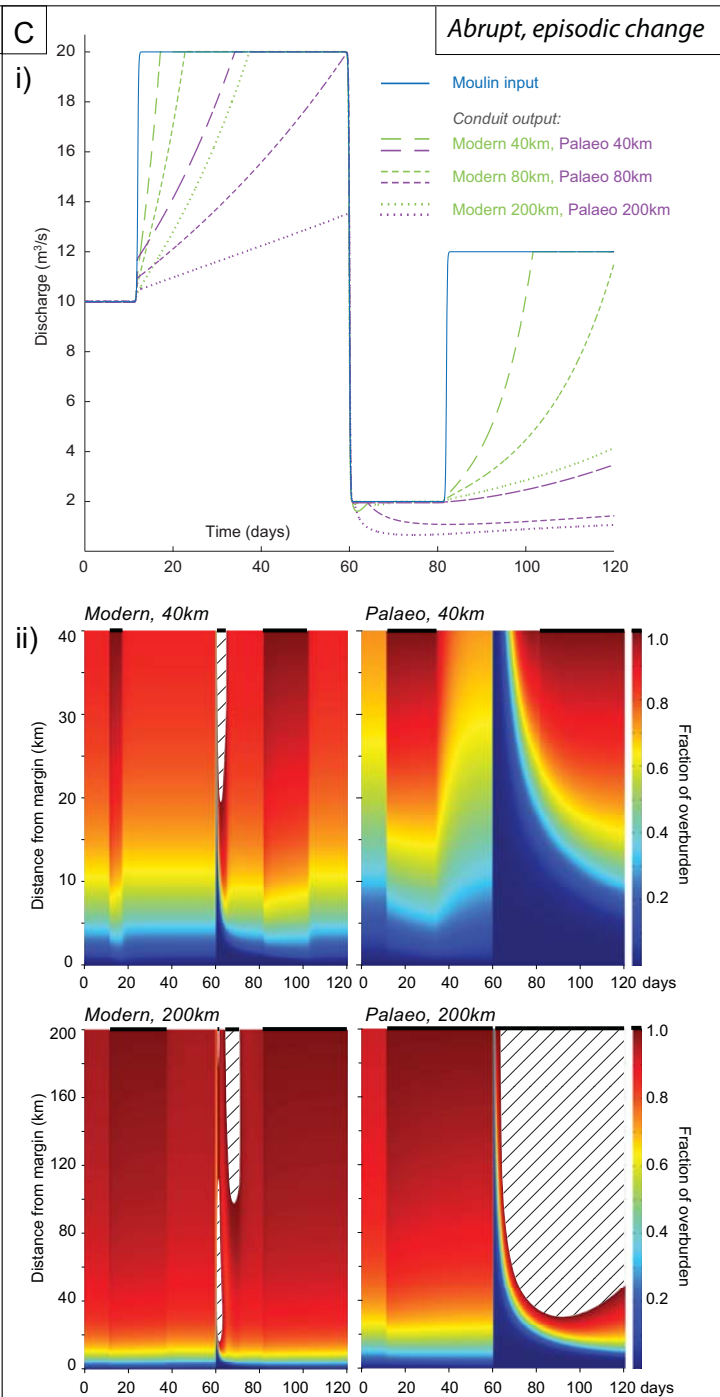 C
Abrupt, episodic change
i)
20
18
16
14
12
10
8
6
4
2
Discharge (m³/s)
Moulin input
Conduit output:
Modern 40km, Palaeo 40km
Modern 80km, Palaeo 80km
Modern 200km, Palaeo 200km
Time (days)
0 20 40 60 80 100 120
ii)
Modern, 40km
Palaeo, 40km
40
30
20
10
0
Distance from margin (km)
1.0
0.8
0.6
0.4
0.2
Fraction of overburden
0 20 40 60 80 100 120
0 20 40 60 80 100 120 days
Modern, 200km
Palaeo, 200km
200
160
120
80
40
0
Distance from margin (km)
1.0
0.8
0.6
0.4
0.2
Fraction of overburden
0 20 40 60 80 100 120
0 20 40 60 80 100 120 days